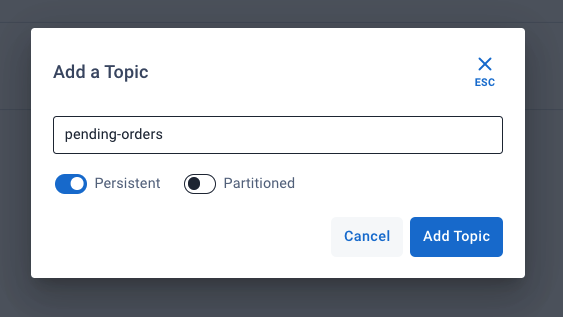 Add a Topic
ESC
pending-orders
Persistent Partitioned
Cancel Add Topic